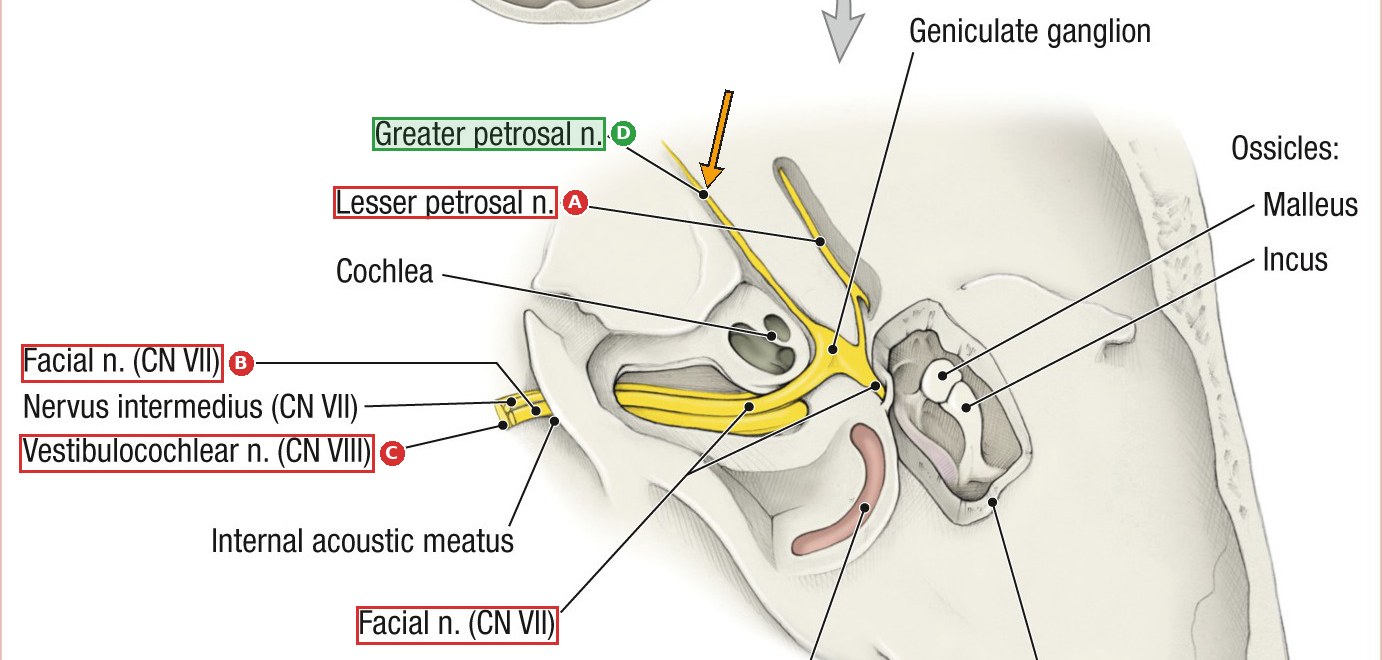 Geniculate ganglion
Greater petrosal n. D
Ossicles:
Lesser petrosal n. A
Malleus
Cochlea
Incus
Facial n. (CN VII) B
Nervus intermedius (CN VII)
Vestibulocochlear n. (CN VIII) C
Internal acoustic meatus
Facial n. (CN VII)